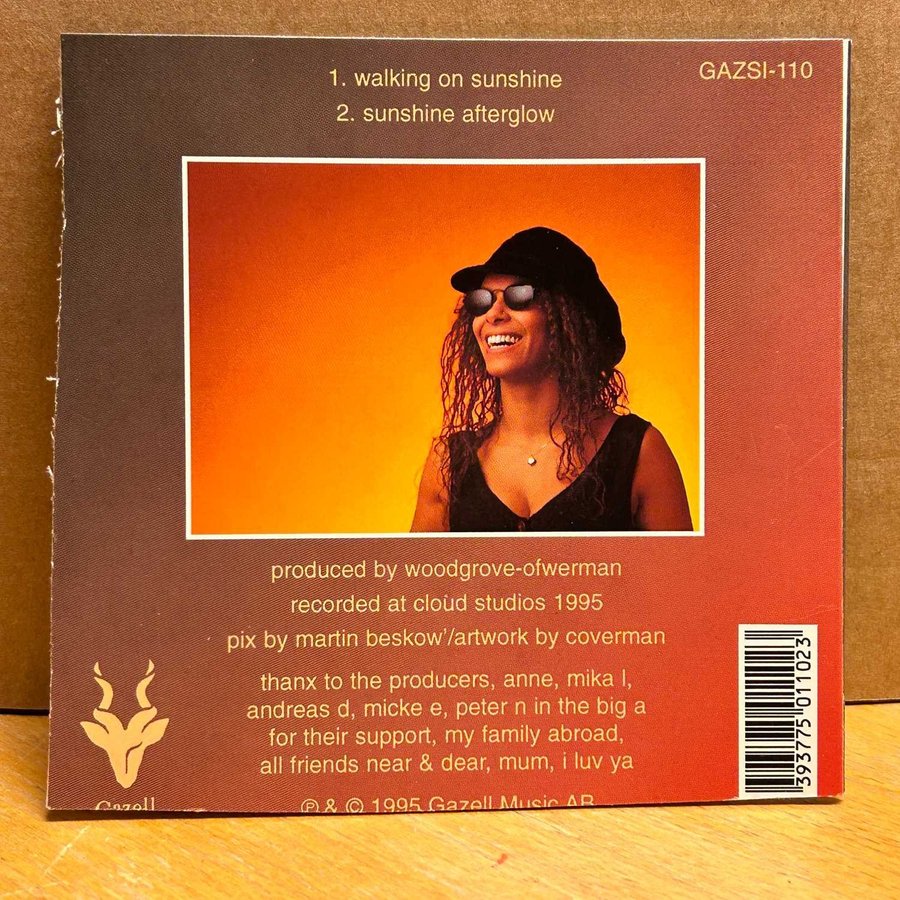 1. walking on sunshine
2. sunshine afterglow
GAZSI-110
produced by woodgrove-ofwerman
recorded at cloud studios 1995
pix by martin beskow'/artwork by coverman
thanx to the producers, anne, mika l,
andreas d, micke e, peter n in the big a
for their support, my family abroad,
all friends near & dear, mum, i luv ya
℗ & © 1995 Gazell Music AB
Gazell
393775 011023